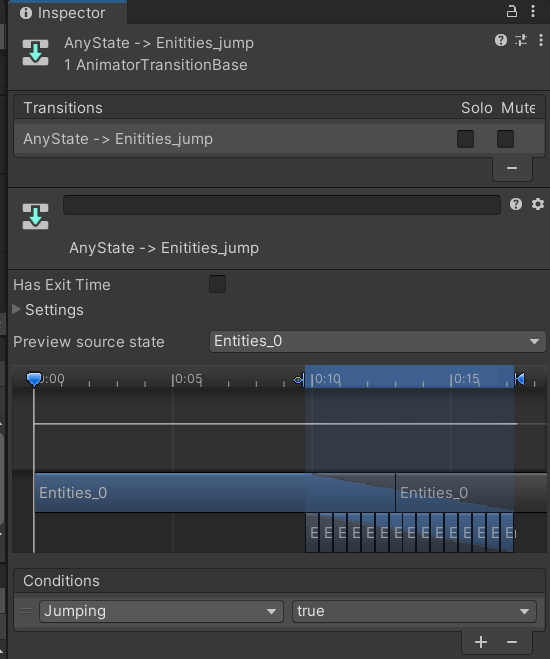 Inspector
AnyState -> Enitities_jump
1 AnimatorTransitionBase
Transitions Solo Mute
AnyState -> Enitities_jump
AnyState -> Enitities_jump
Has Exit Time
Settings
Preview source state Entities_0
0:00 0:05 0:10 0:15
Entities_0 Entities_0
E E E E E E E E E E E E E E E
Conditions
Jumping true